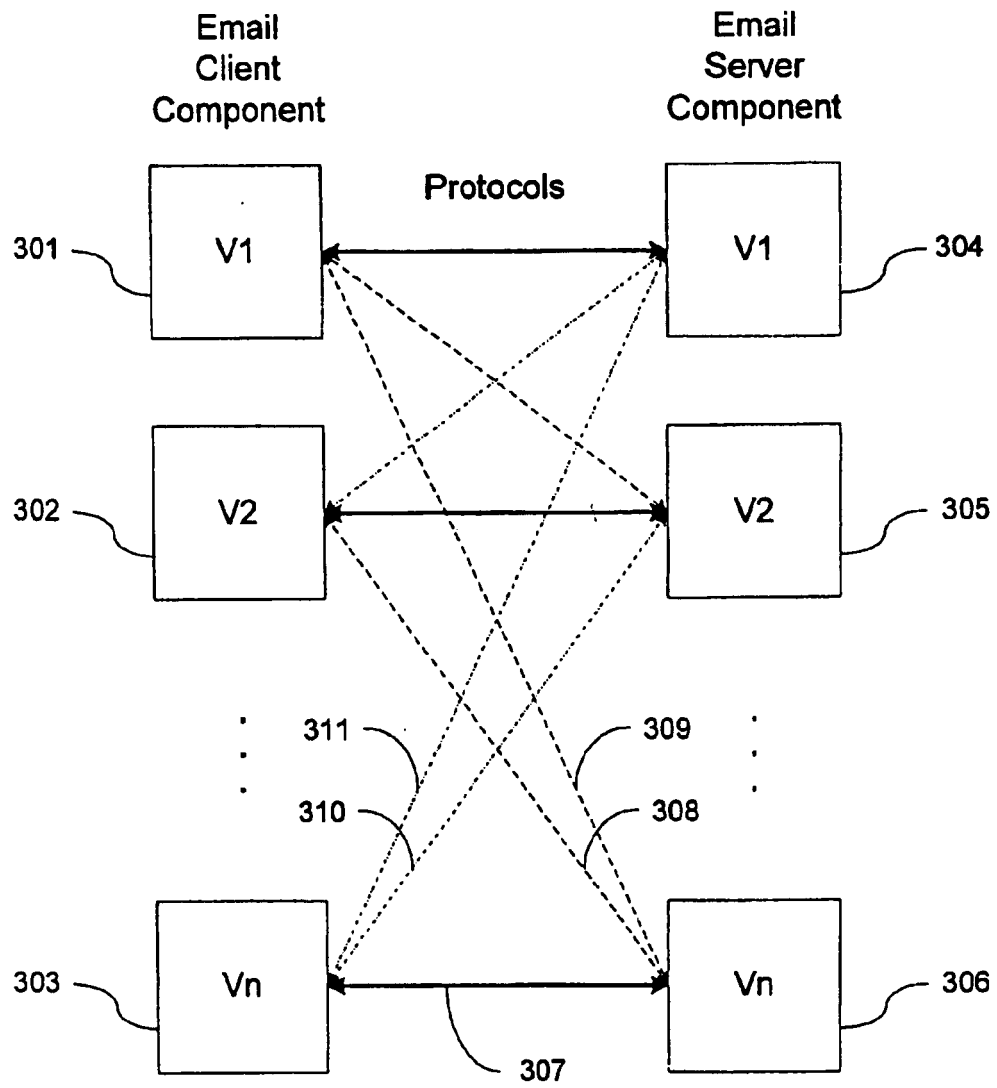 Email
Client
Component
Email
Server
Component
Protocols
301
V1
V1
304
302
V2
V2
305
311
309
310
308
303
Vn
Vn
306
307